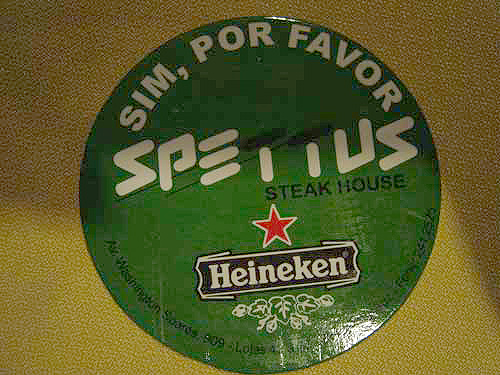 SIM, POR FAVOR
SPETTUS
STEAK HOUSE
Heineken
Av. Washington Soares, 909 - Lojas